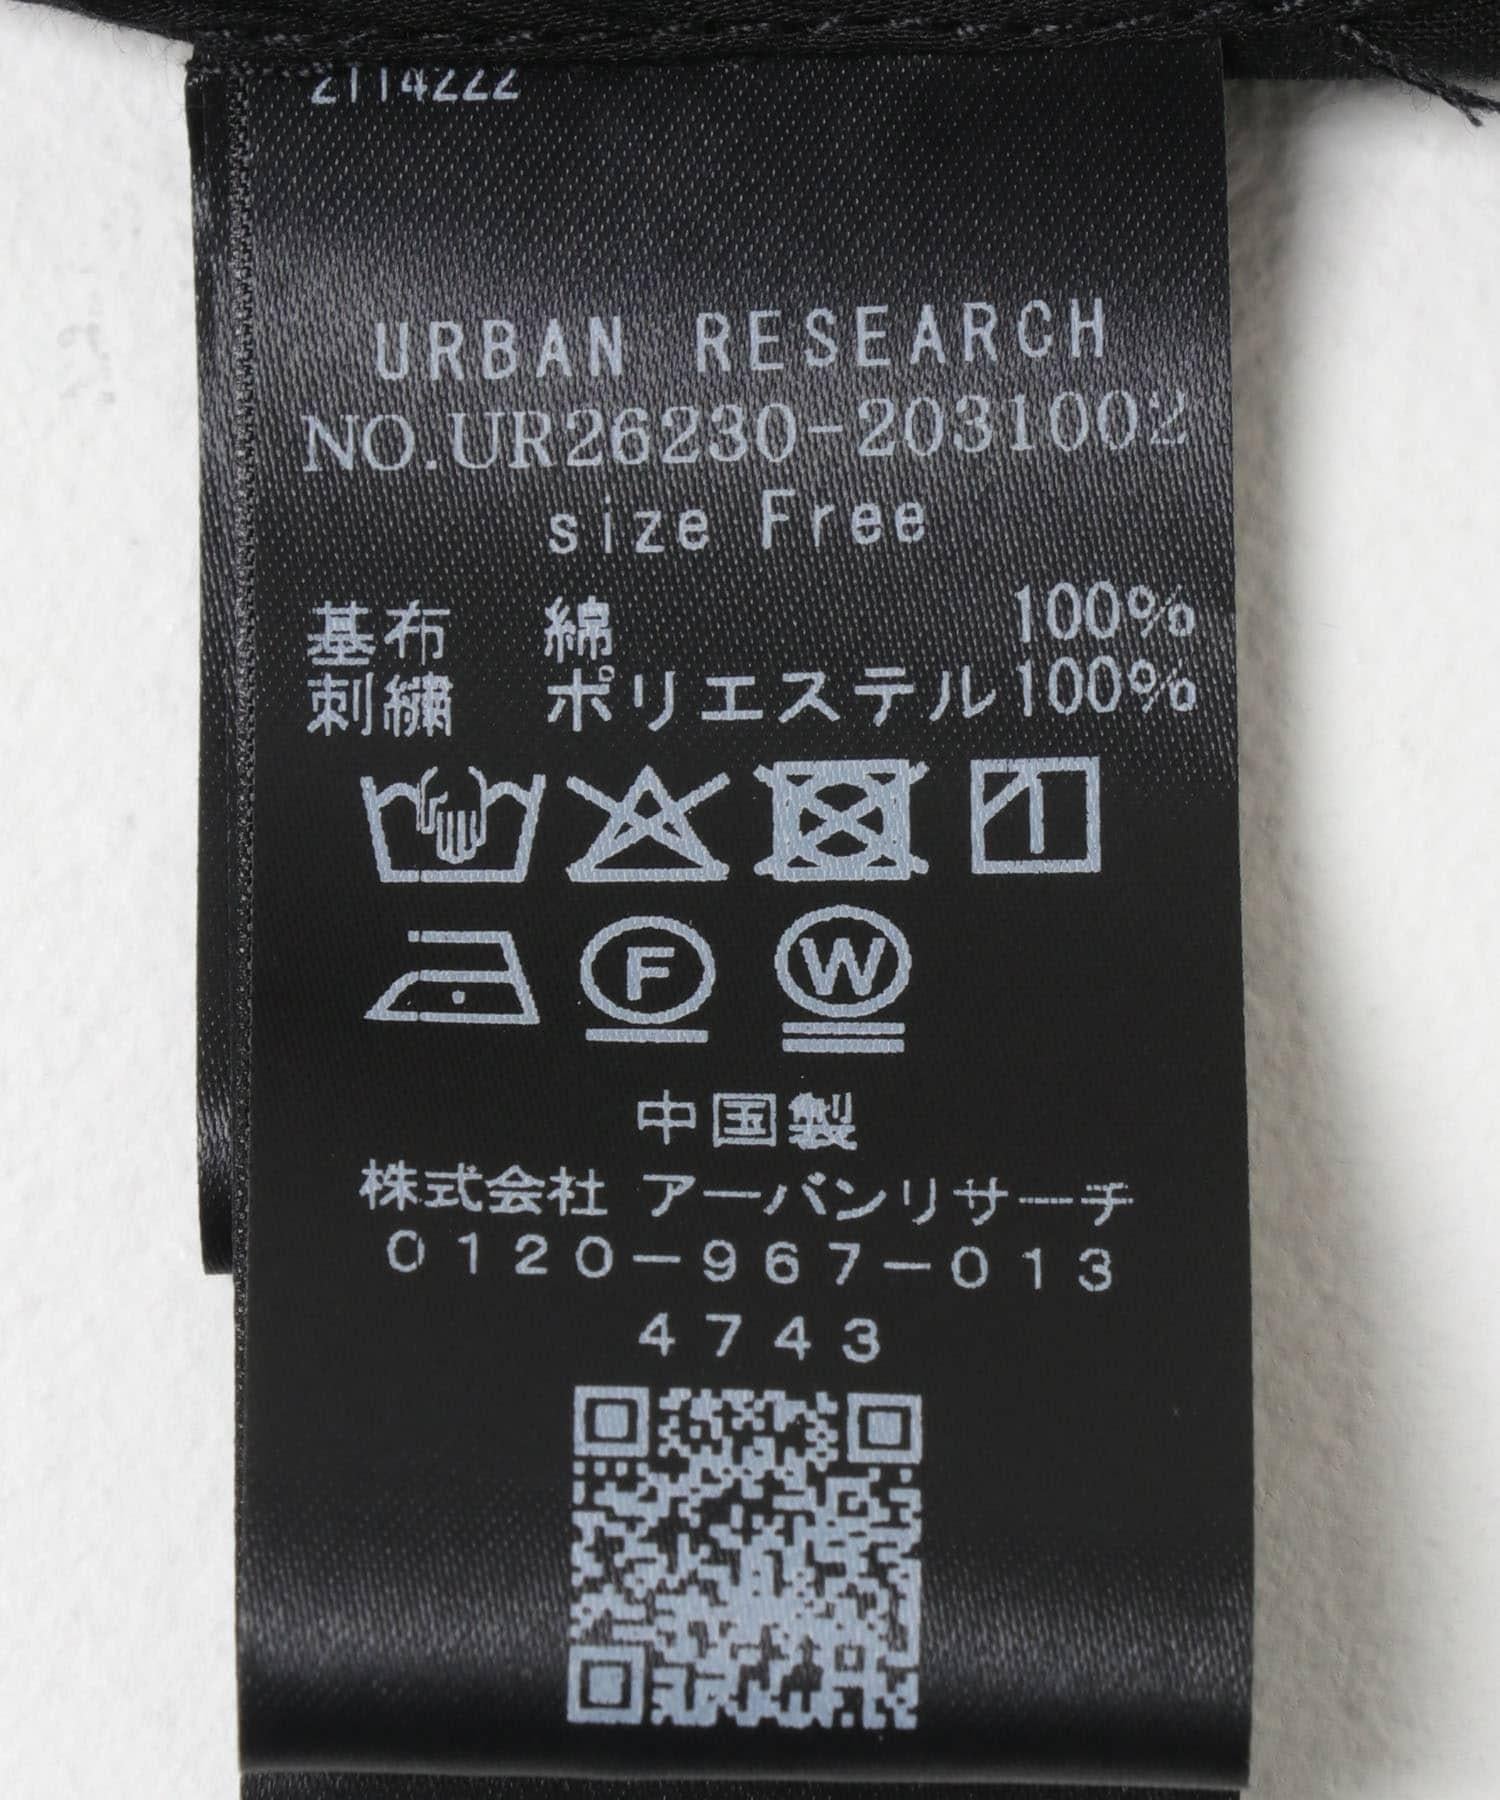 2114222
URBAN RESEARCH
NO.UR26230-2031002
size Free
基布 綿 100%
刺繍 ポリエステル100%
F W
中国製
株式会社 アーバンリサーチ
0120-967-013
4743